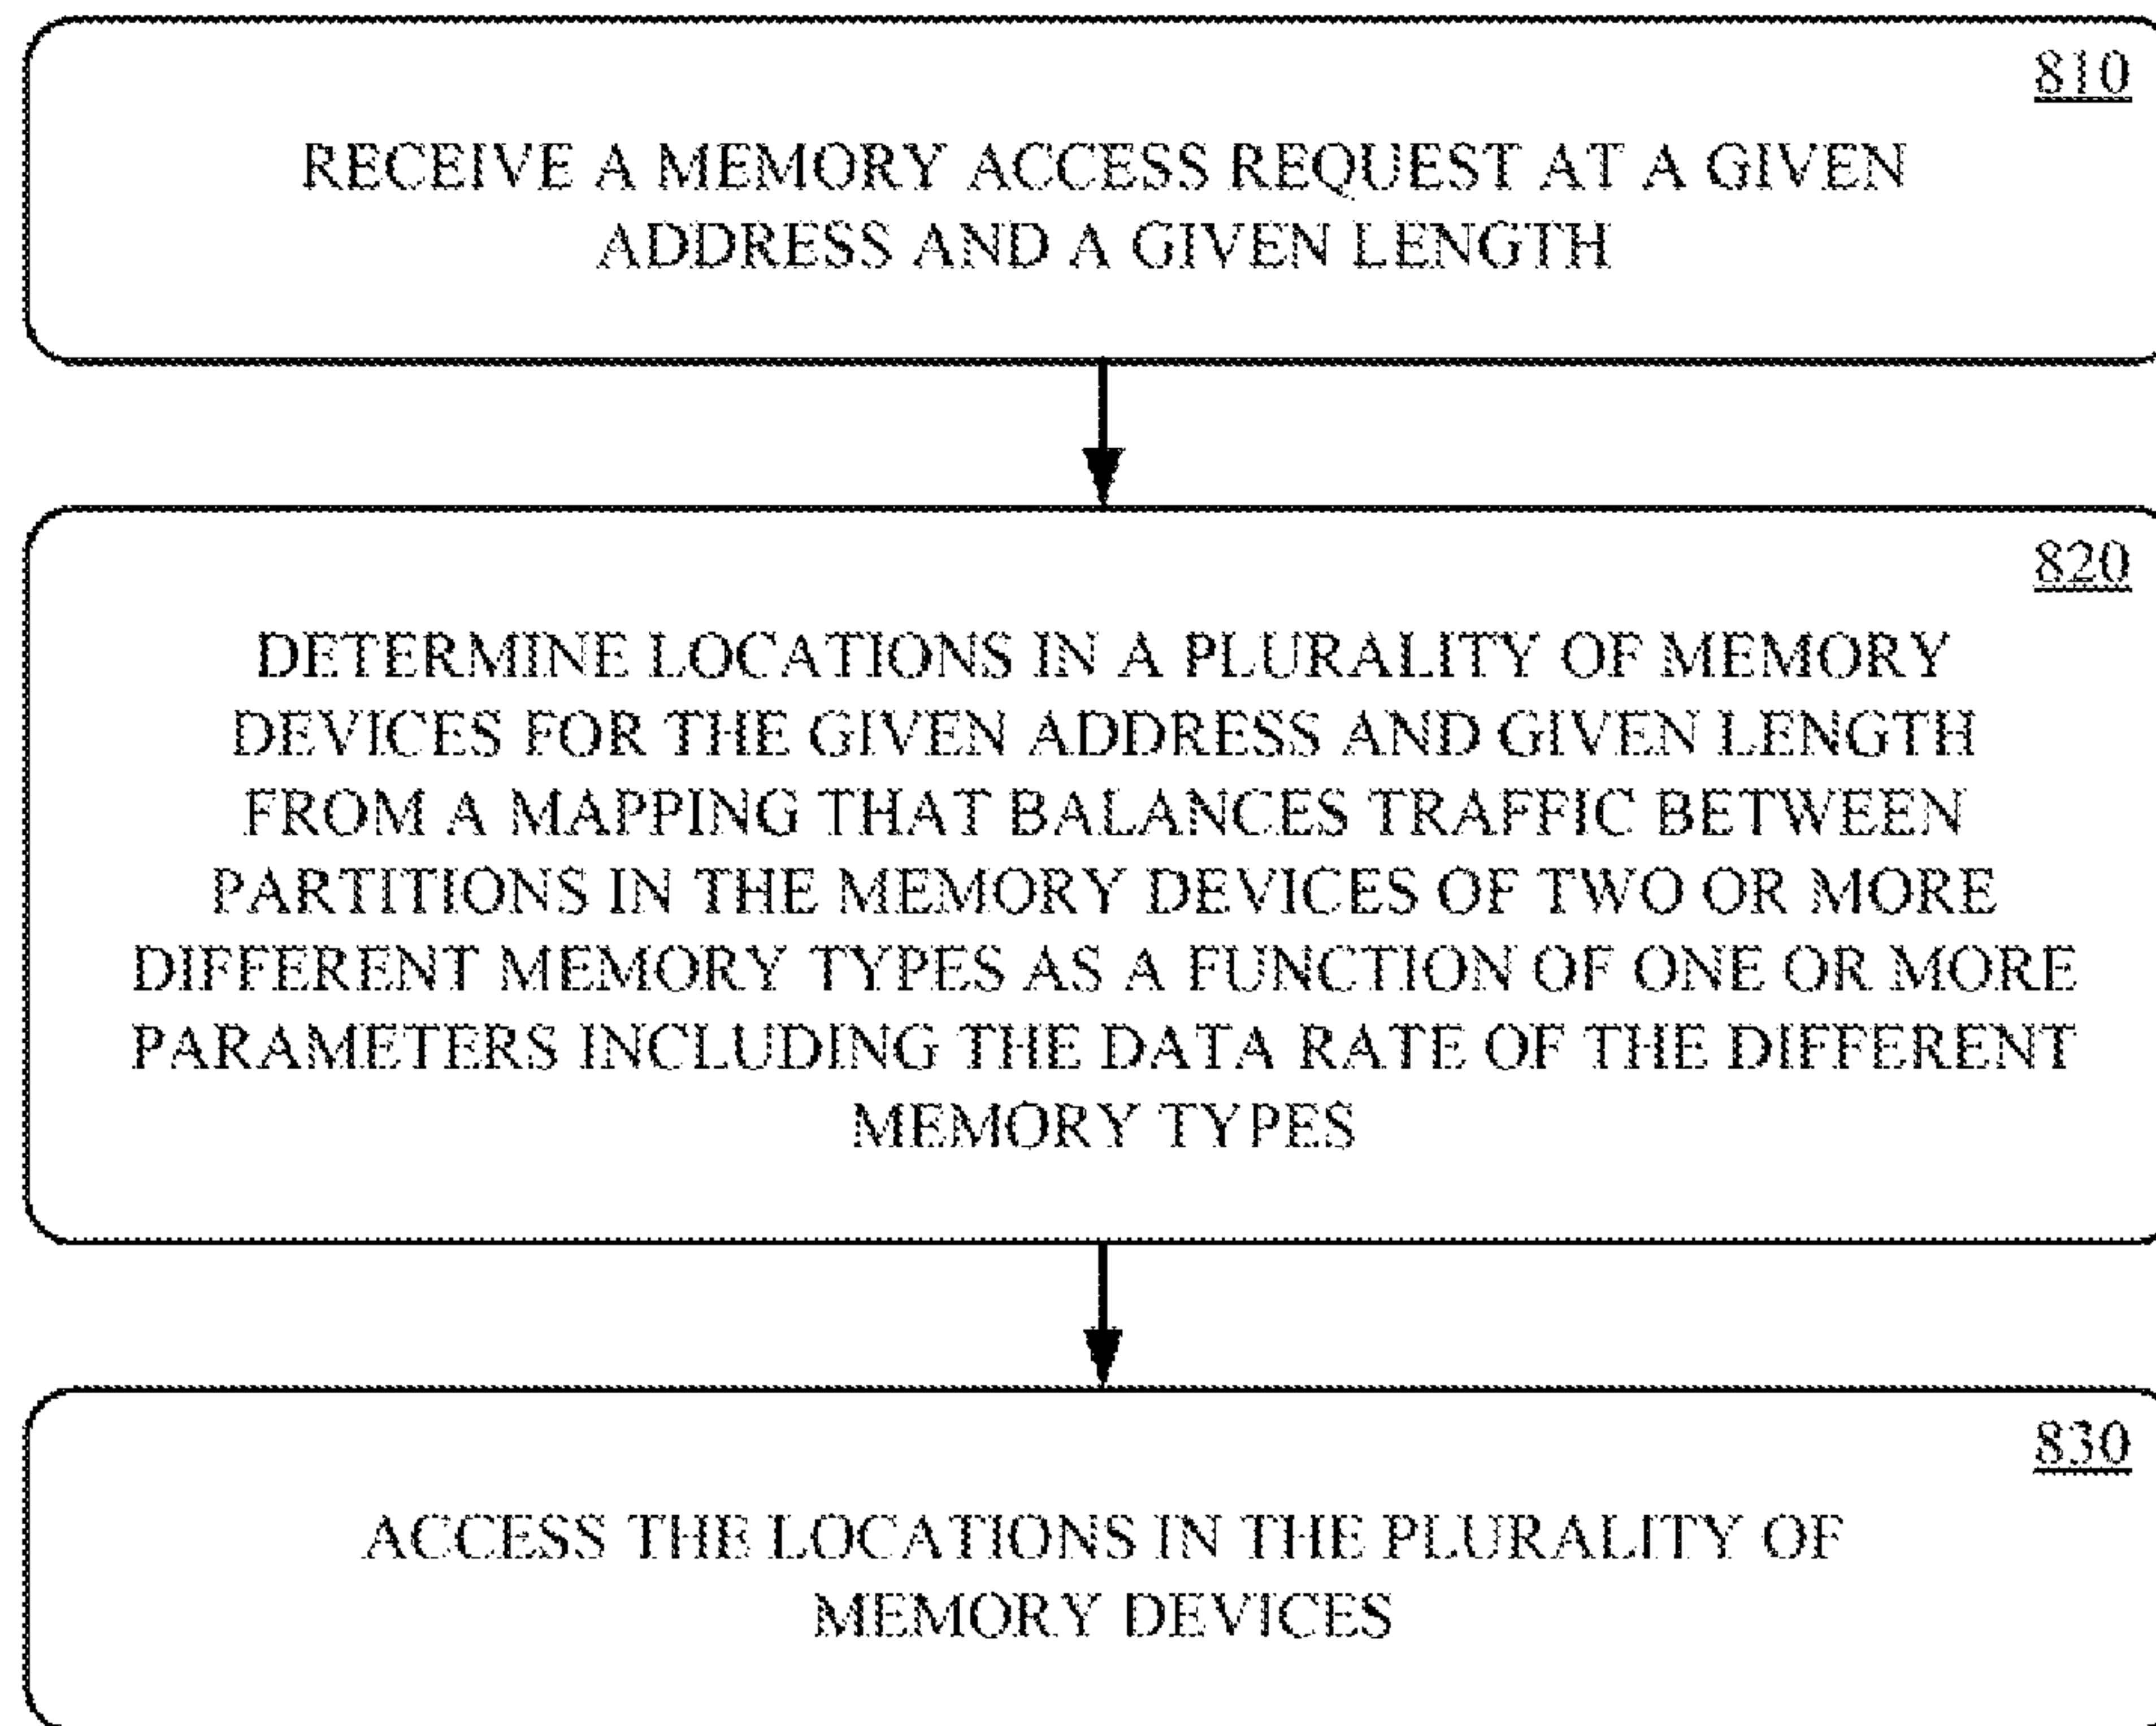 810
RECEIVE A MEMORY ACCESS REQUEST AT A GIVEN
ADDRESS AND A GIVEN LENGTH
820
DETERMINE LOCATIONS IN A PLURALITY OF MEMORY
DEVICES FOR THE GIVEN ADDRESS AND GIVEN LENGTH
FROM A MAPPING THAT BALANCES TRAFFIC BETWEEN
PARTITIONS IN THE MEMORY DEVICES OF TWO OR MORE
DIFFERENT MEMORY TYPES AS A FUNCTION OF ONE OR MORE
PARAMETERS INCLUDING THE DATA RATE OF THE DIFFERENT
MEMORY TYPES
830
ACCESS THE LOCATIONS IN THE PLURALITY OF
MEMORY DEVICES